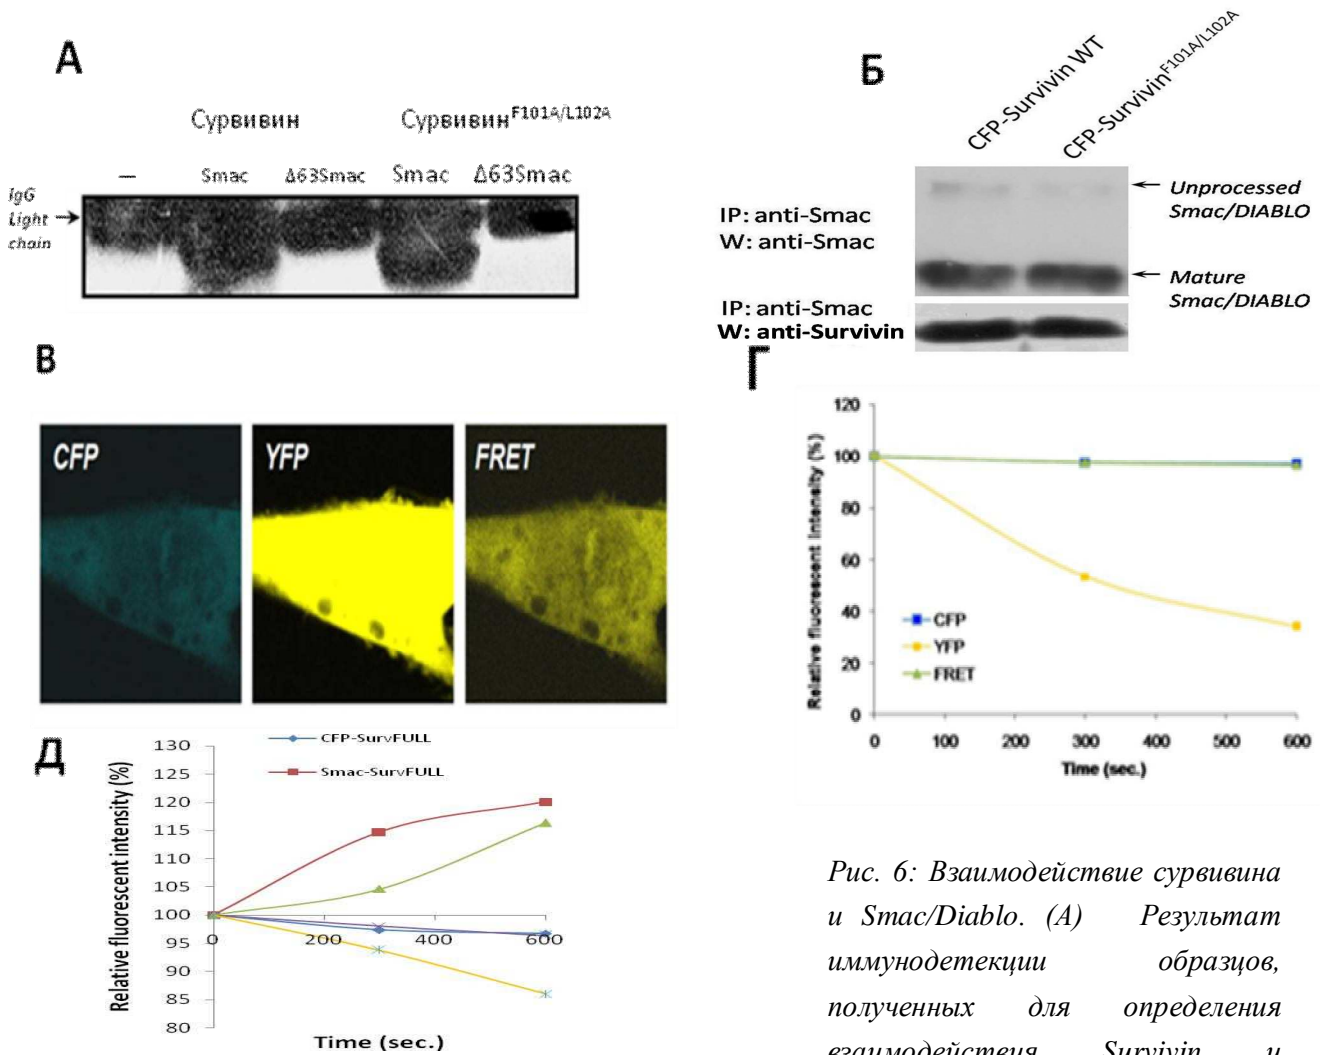 А
Сурвивин
Сурвивин F101A/L102A
— Smac Δ63Smac Smac Δ63Smac
IgG
Light
chain
Б
CFP-Survivin WT
CFP-Survivin F101A/L102A
IP: anti-Smac
W: anti-Smac
Unprocessed
Smac/DIABLO
Mature
Smac/DIABLO
IP: anti-Smac
W: anti-Survivin
В
CFP
YFP
FRET
Г
Relative fluorescent intensity (%)
120
100
80
60
40
20
0
CFP
YFP
FRET
0 100 200 300 400 500 600
Time (sec.)
Д
Relative fluorescent intensity (%)
CFP-SurvFULL
Smac-SurvFULL
130
125
120
115
110
105
100
95
90
85
80
0 200 400 600
Time (sec.)
Рис. 6: Взаимодействие сурвивина
и Smac/Diablo. (А) Результат
иммунодетекции образцов,
полученных для определения
взаимодействия Survivin и